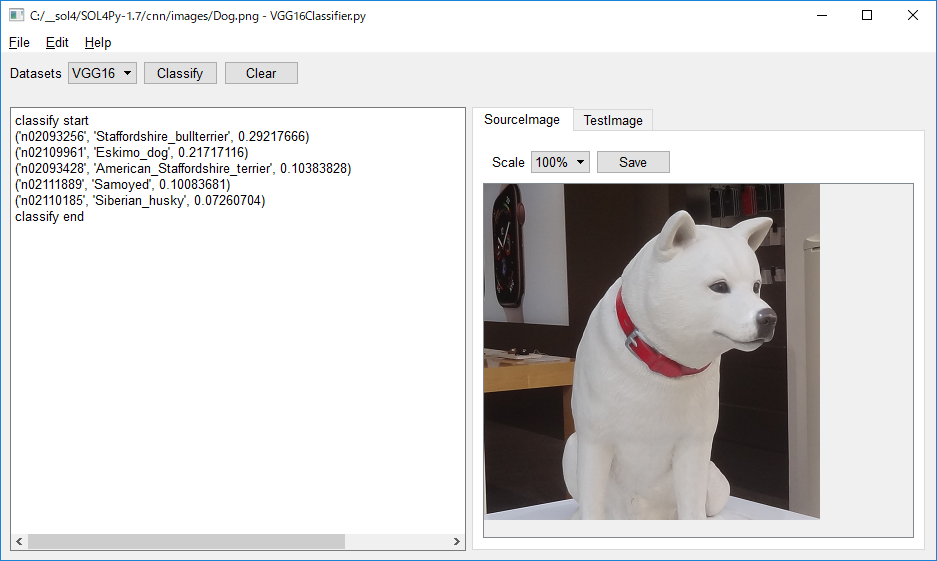 C:/__sol4/SOL4Py-1.7/cnn/images/Dog.png - VGG16Classifier.py
File Edit Help
Datasets VGG16 Classify Clear
classify start
('n02093256', 'Staffordshire_bullterrier', 0.29217666)
('n02109961', 'Eskimo_dog', 0.21717116)
('n02093428', 'American_Staffordshire_terrier', 0.10383828)
('n02111889', 'Samoyed', 0.10083681)
('n02110185', 'Siberian_husky', 0.07260704)
classify end
SourceImage TestImage
Scale 100% Save